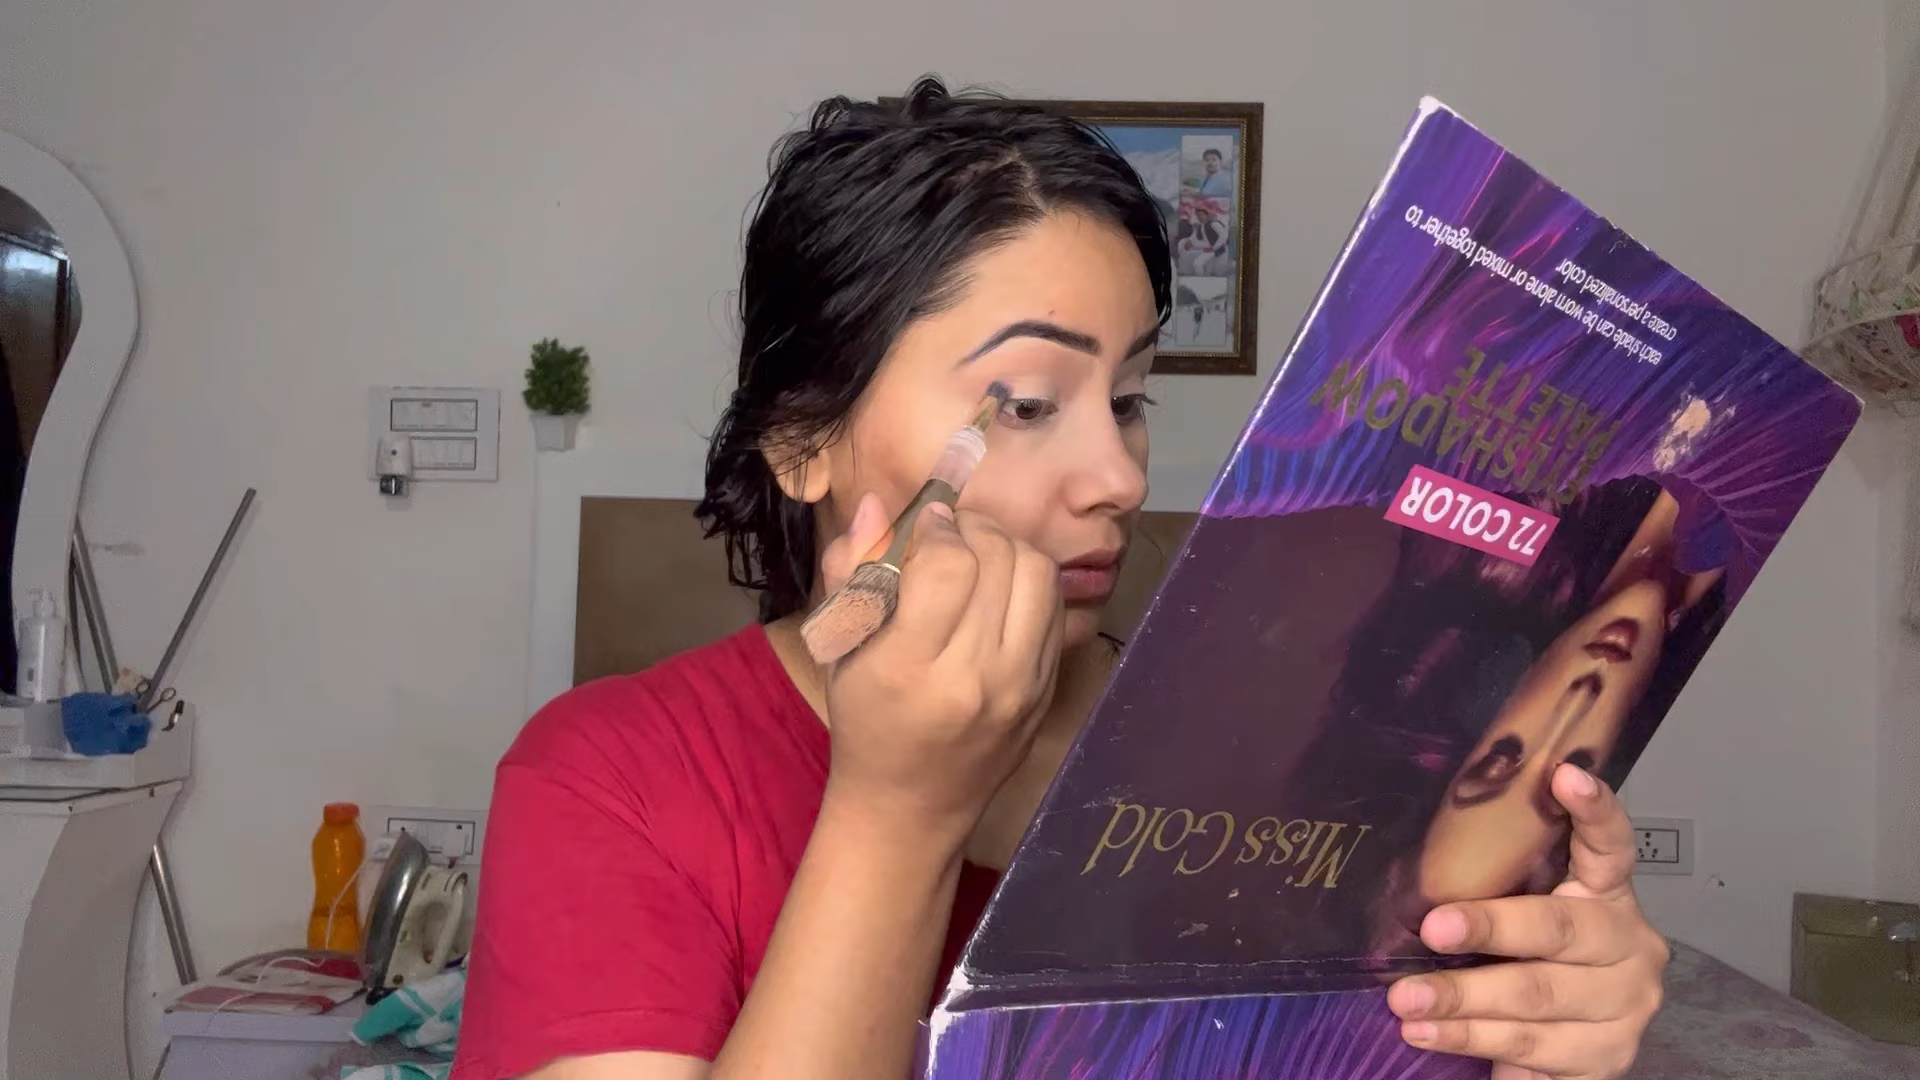 each shade can be worn alone or mixed together to
create a personalized color
EYESHADOW
PALETTE
72 COLOR
Miss Gold